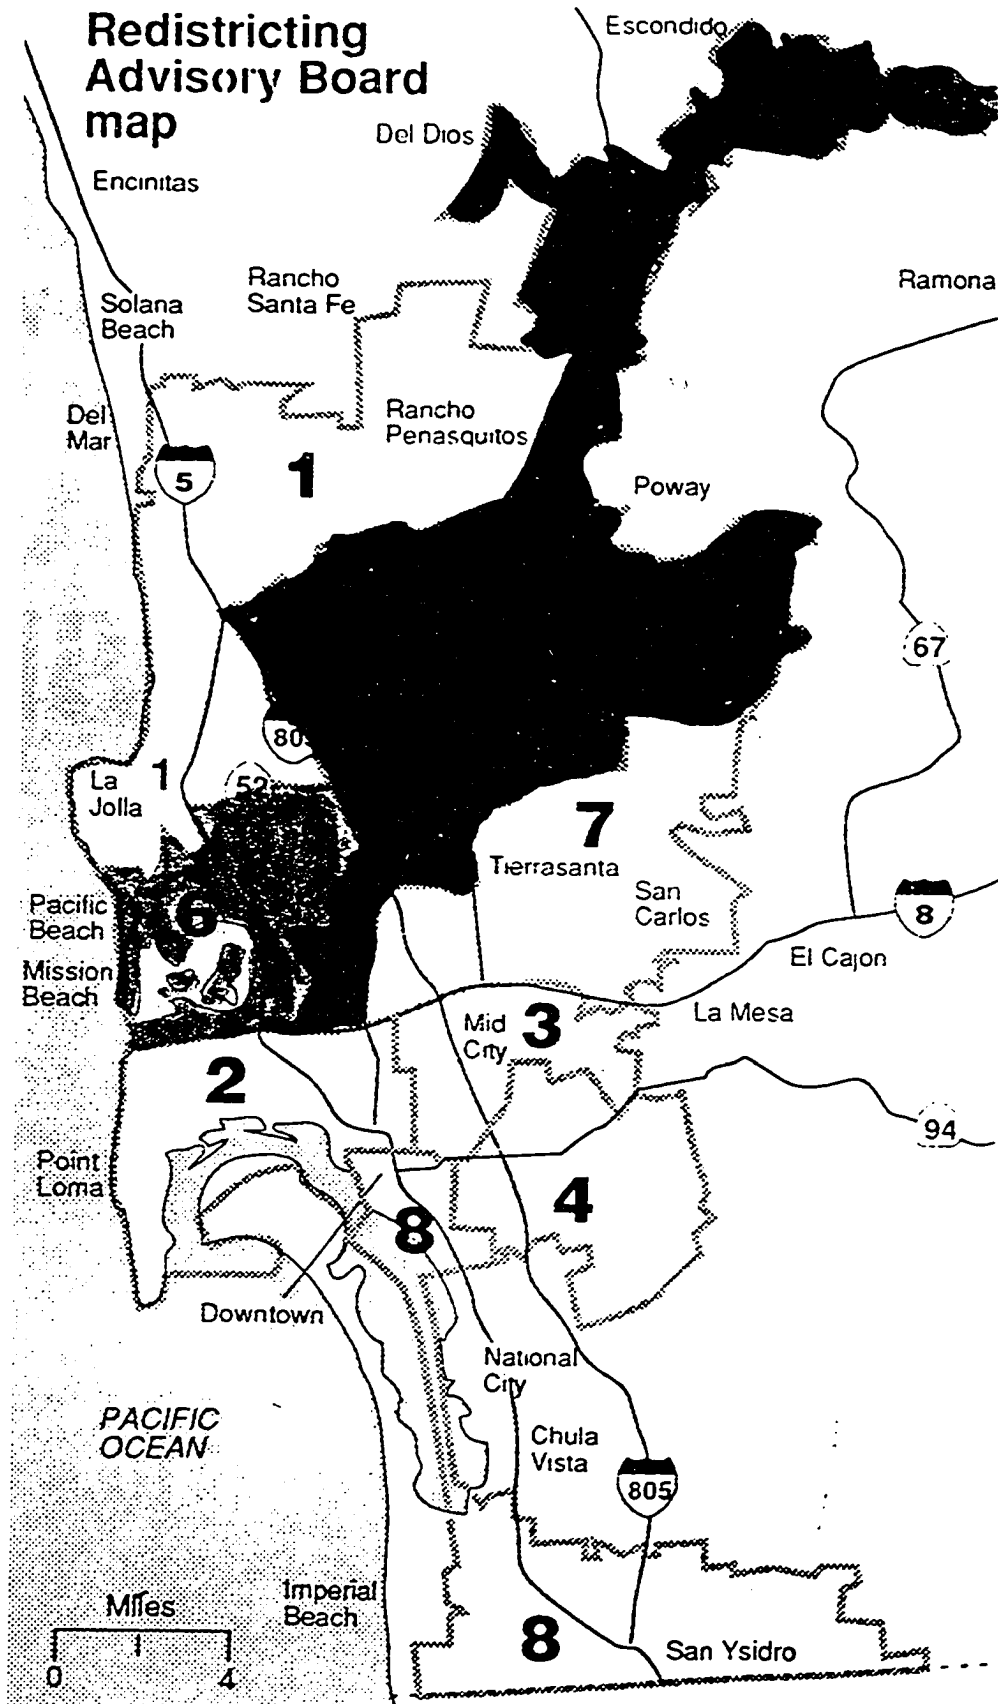 Redistricting
Advisory Board
map
Escondido
Del Dios
Encinitas
Rancho
Santa Fe
Ramona
Solana
Beach
Del
Mar
Rancho
Penasquitos
5
1
Poway
67
805
1
52
La
Jolla
7
Tierrasanta
San
Carlos
8
Pacific
Beach
6
El Cajon
Mission
Beach
La Mesa
Mid
City
3
2
94
Point
Loma
4
8
Downtown
National
City
PACIFIC
OCEAN
Chula
Vista
805
Imperial
Beach
Miles
0 4
8
San Ysidro